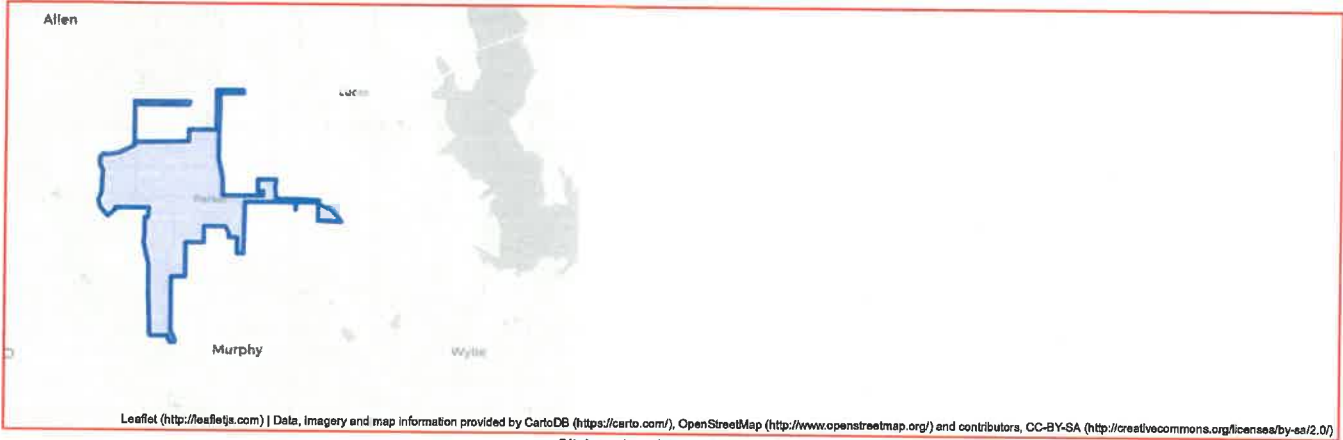 Allen
Murphy
Wylie
Leaflet (http://leafletjs.com) | Data, imagery and map information provided by CartoDB (https://carto.com/), OpenStreetMap (http://www.openstreetmap.org/) and contributors, CC-BY-SA (http://creativecommons.org/licenses/by-sa/2.0/)